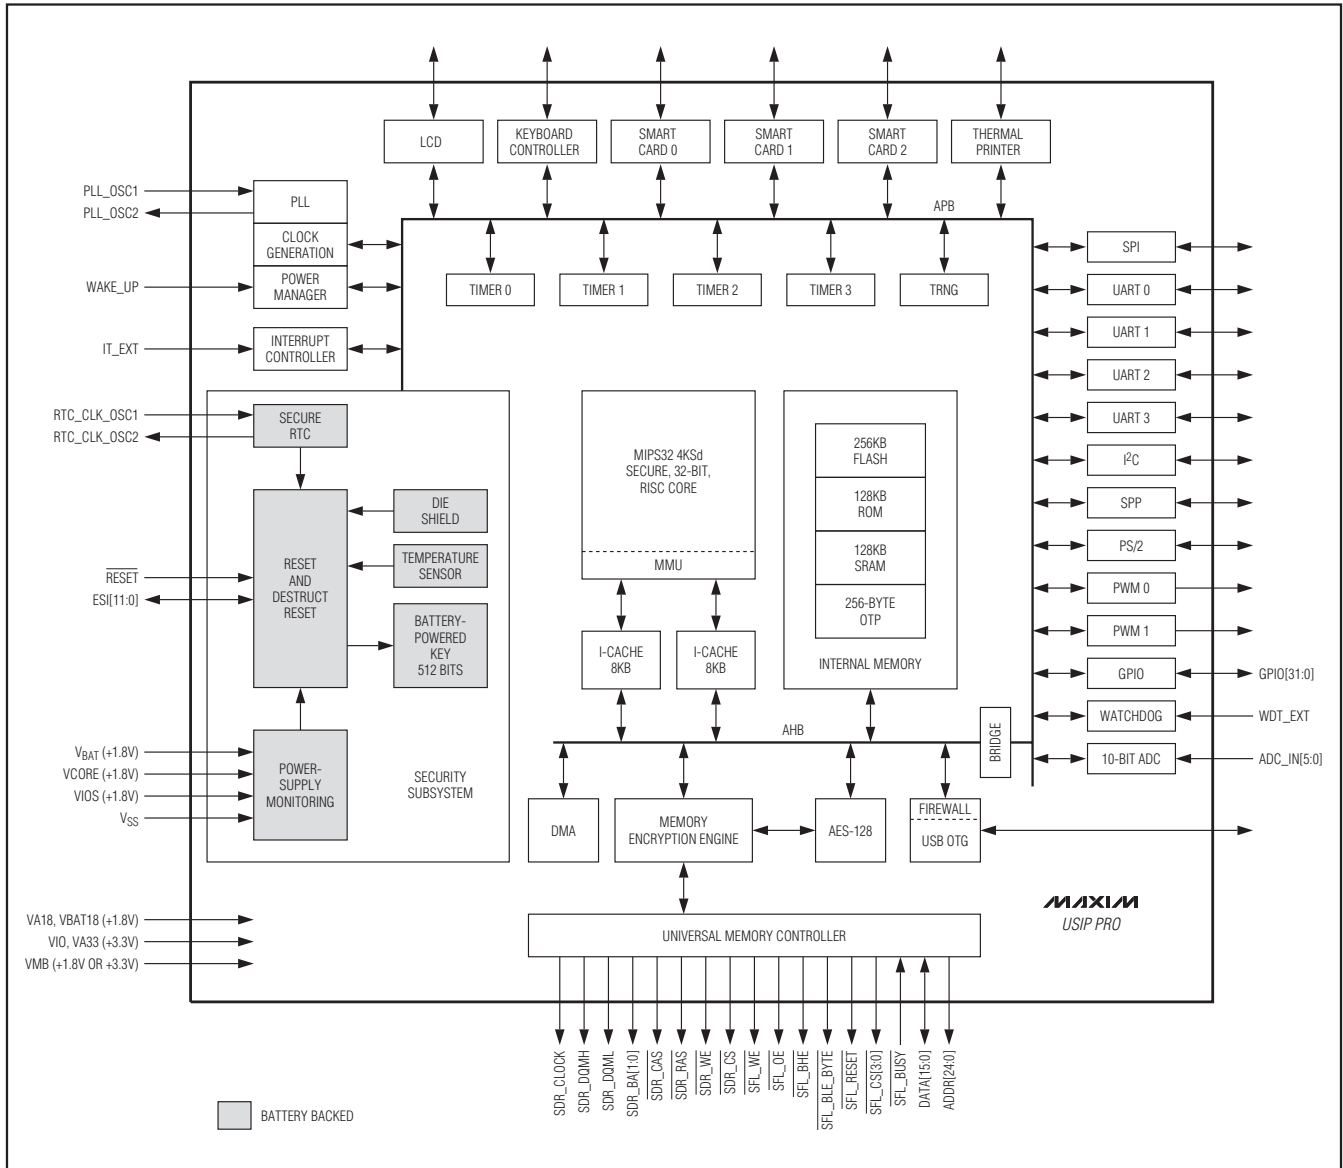 LCD
KEYBOARD
CONTROLLER
SMART
CARD 0
SMART
CARD 1
SMART
CARD 2
THERMAL
PRINTER
PLL_OSC1
PLL_OSC2
PLL
CLOCK
GENERATION
WAKE_UP
POWER
MANAGER
IT_EXT
INTERRUPT
CONTROLLER
APB
TIMER 0
TIMER 1
TIMER 2
TIMER 3
TRNG
SPI
UART 0
UART 1
UART 2
UART 3
I²C
SPP
PS/2
PWM 0
PWM 1
GPIO
GPIO[31:0]
WATCHDOG
WDT_EXT
10-BIT ADC
ADC_IN[5:0]
RTC_CLK_OSC1
RTC_CLK_OSC2
SECURE
RTC
DIE
SHIELD
TEMPERATURE
SENSOR
RESET
AND
DESTRUCT
RESET
RESET
ESI[11:0]
BATTERY-
POWERED
KEY
512 BITS
VBAT (+1.8V)
VCORE (+1.8V)
VIOS (+1.8V)
VSS
POWER-
SUPPLY
MONITORING
SECURITY
SUBSYSTEM
MIPS32 4KSd
SECURE, 32-BIT,
RISC CORE
MMU
I-CACHE
8KB
I-CACHE
8KB
256KB
FLASH
128KB
ROM
128KB
SRAM
256-BYTE
OTP
INTERNAL MEMORY
AHB
BRIDGE
DMA
MEMORY
ENCRYPTION ENGINE
AES-128
FIREWALL
USB OTG
MAXIM
USIP PRO
VA18, VBAT18 (+1.8V)
VIO, VA33 (+3.3V)
VMB (+1.8V OR +3.3V)
UNIVERSAL MEMORY CONTROLLER
SDR_CLOCK
SDR_DQMH
SDR_DQML
SDR_BA[1:0]
SDR_CAS
SDR_RAS
SDR_WE
SDR_CS
SFL_WE
SFL_OE
SFL_BHE
SFL_BLE_BYTE
SFL_RESET
SFL_CS[3:0]
SFL_BUSY
DATA[15:0]
ADDR[24:0]
BATTERY BACKED